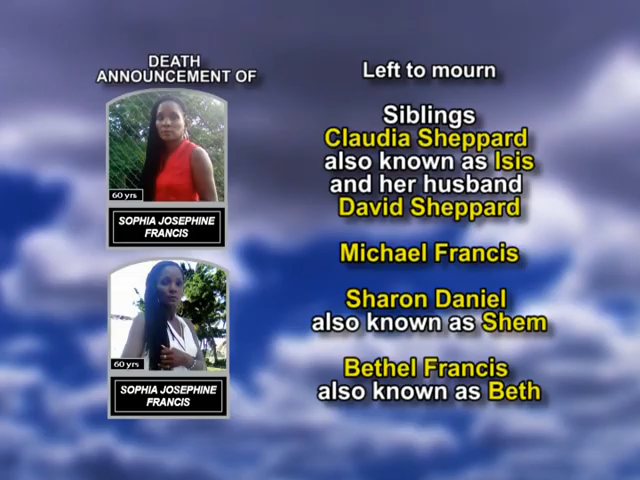 DEATH
ANNOUNCEMENT OF
60 yrs
SOPHIA JOSEPHINE
FRANCIS
60 yrs
SOPHIA JOSEPHINE
FRANCIS
Left to mourn
Siblings
Claudia Sheppard
also known as Isis
and her husband
David Sheppard
Michael Francis
Sharon Daniel
also known as Shem
Bethel Francis
also known as Beth